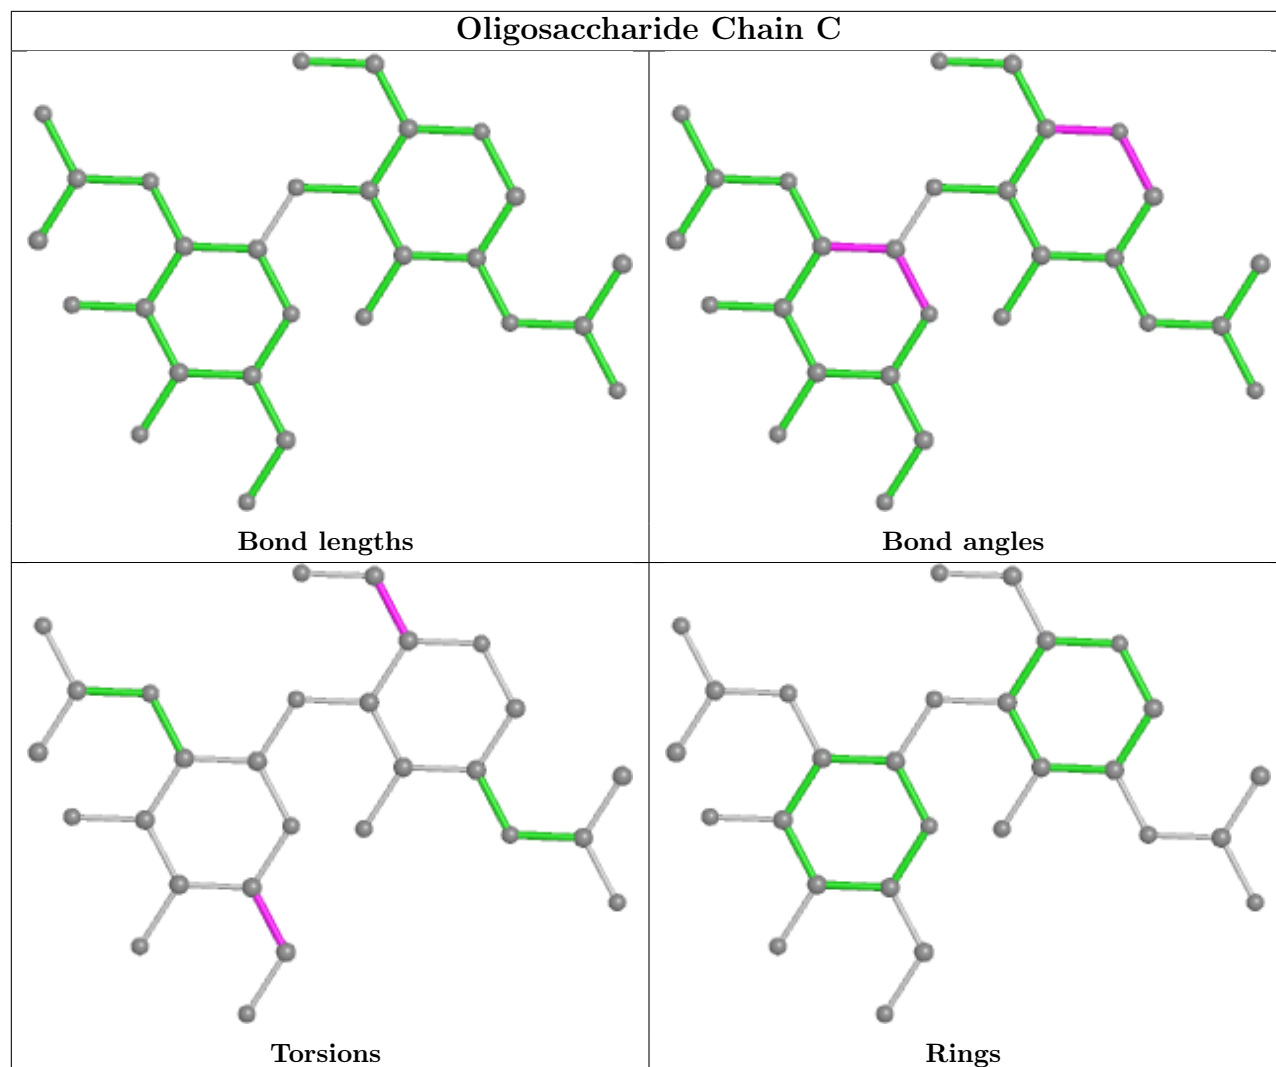 Oligosaccharide Chain C
Bond lengths
Bond angles
Torsions
Rings